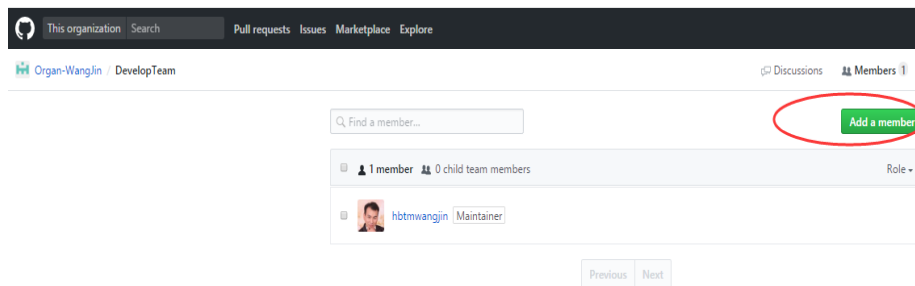 This organization Search Pull requests Issues Marketplace Explore
Organ-WangJin / DevelopTeam Discussions Members 1
Find a member... Add a member
1 member 0 child team members Role
hbtmwangjin Maintainer
Previous Next